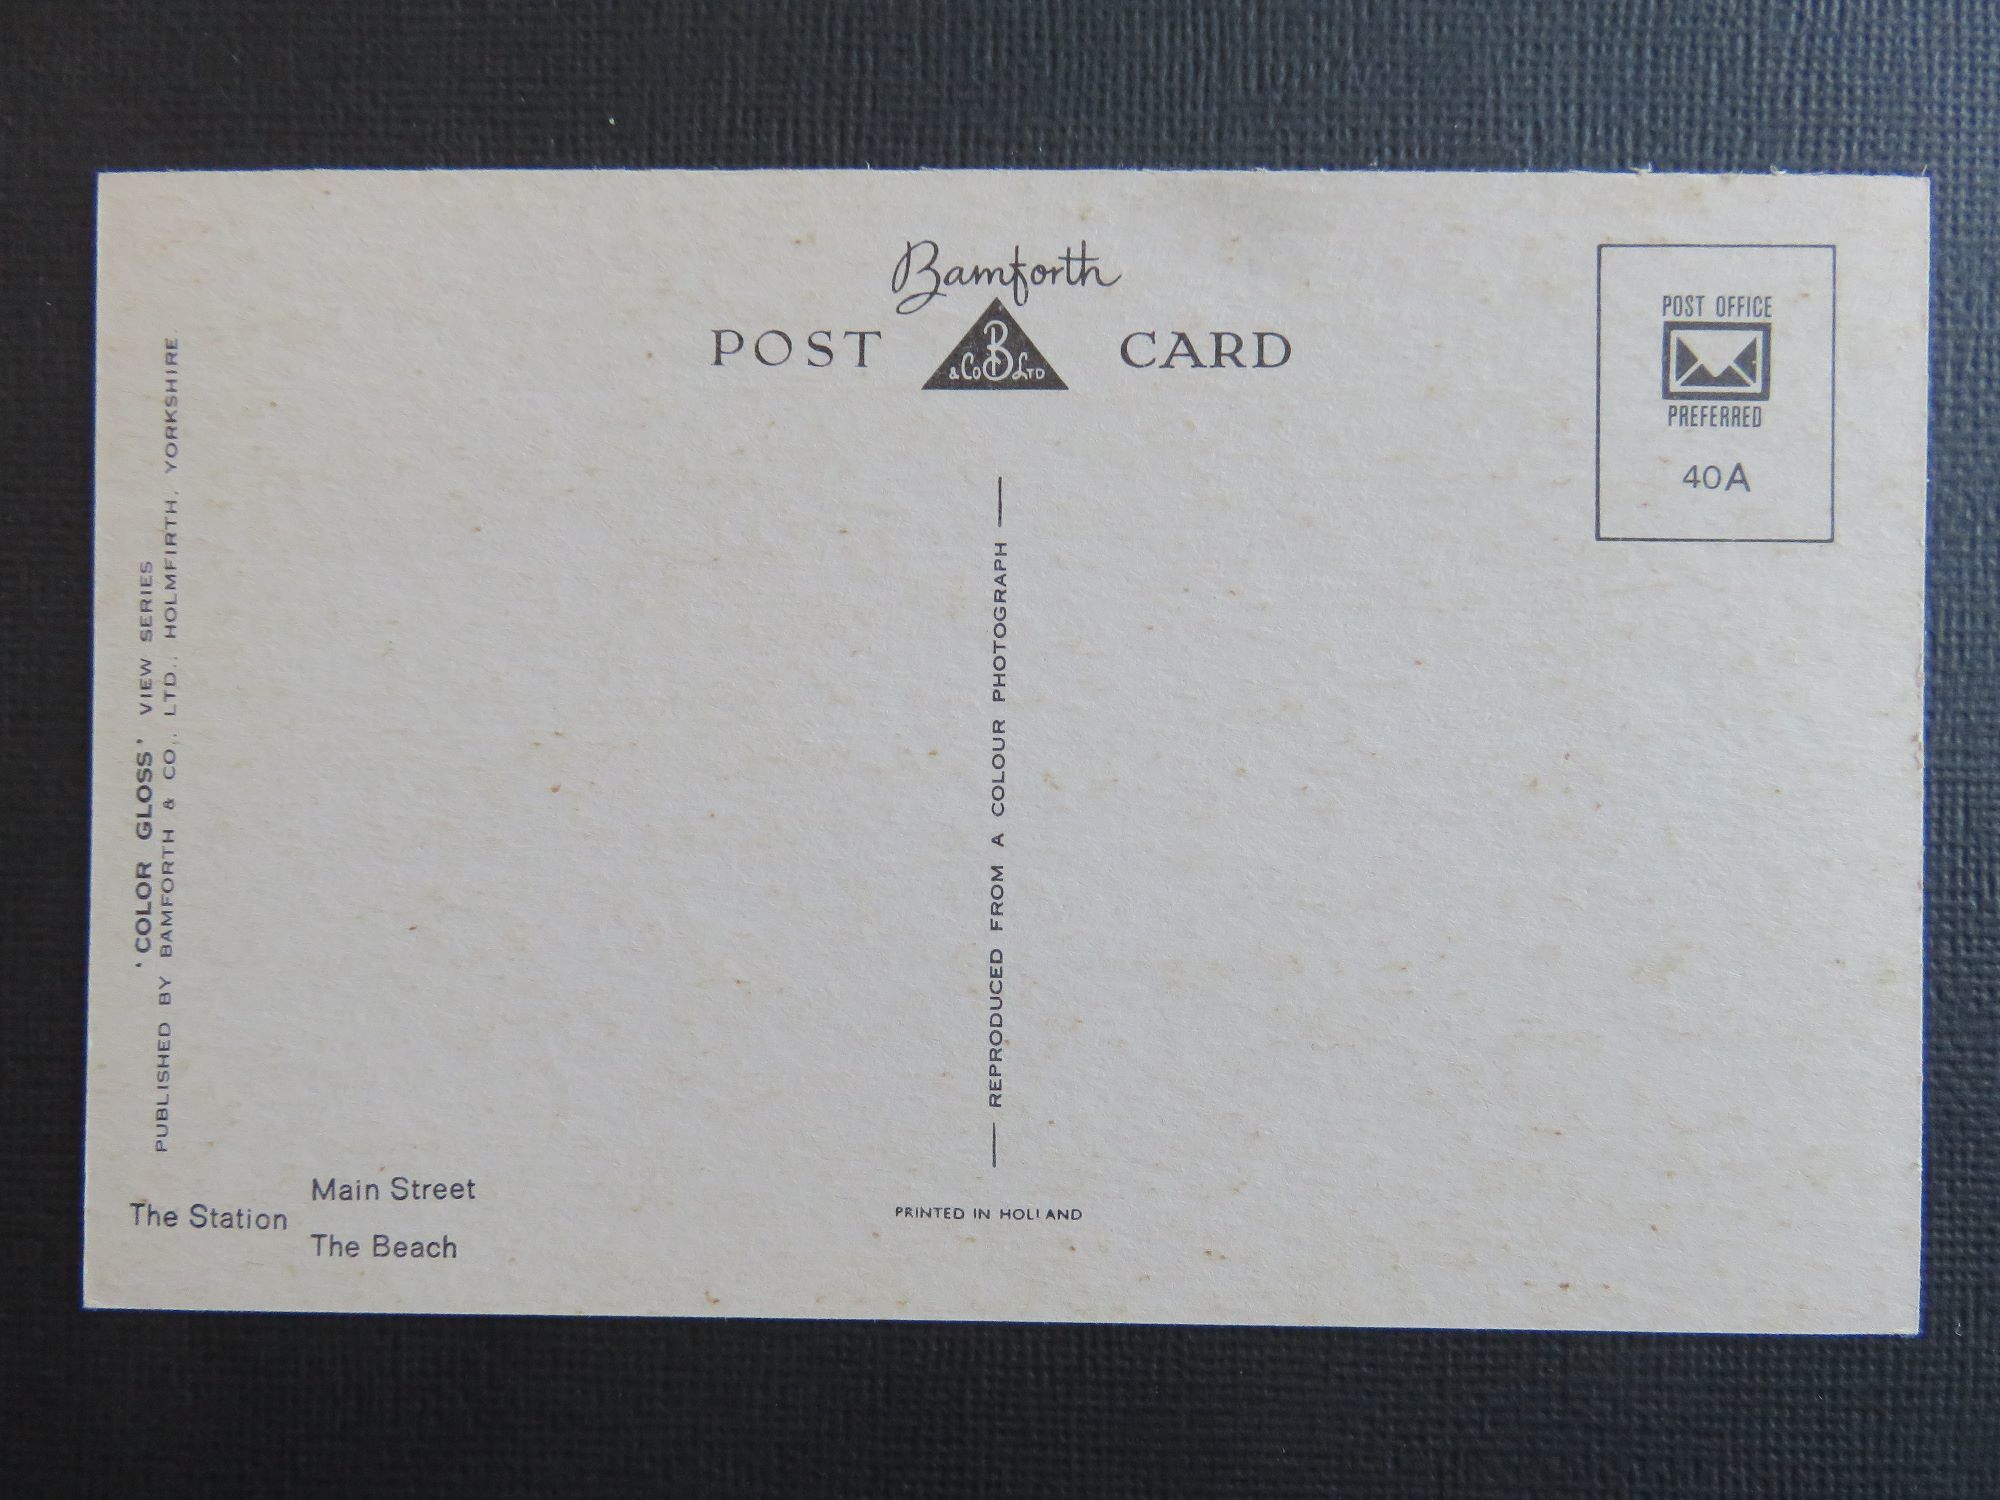 Bamforth
POST CARD
B
& Co Ltd
POST OFFICE
PREFERRED
40A
'COLOR GLOSS' VIEW SERIES
PUBLISHED BY BAMFORTH & CO,. LTD., HOLMFIRTH, YORKSHIRE.
REPRODUCED FROM A COLOUR PHOTOGRAPH
Main Street
The Station
The Beach
PRINTED IN HOLLAND